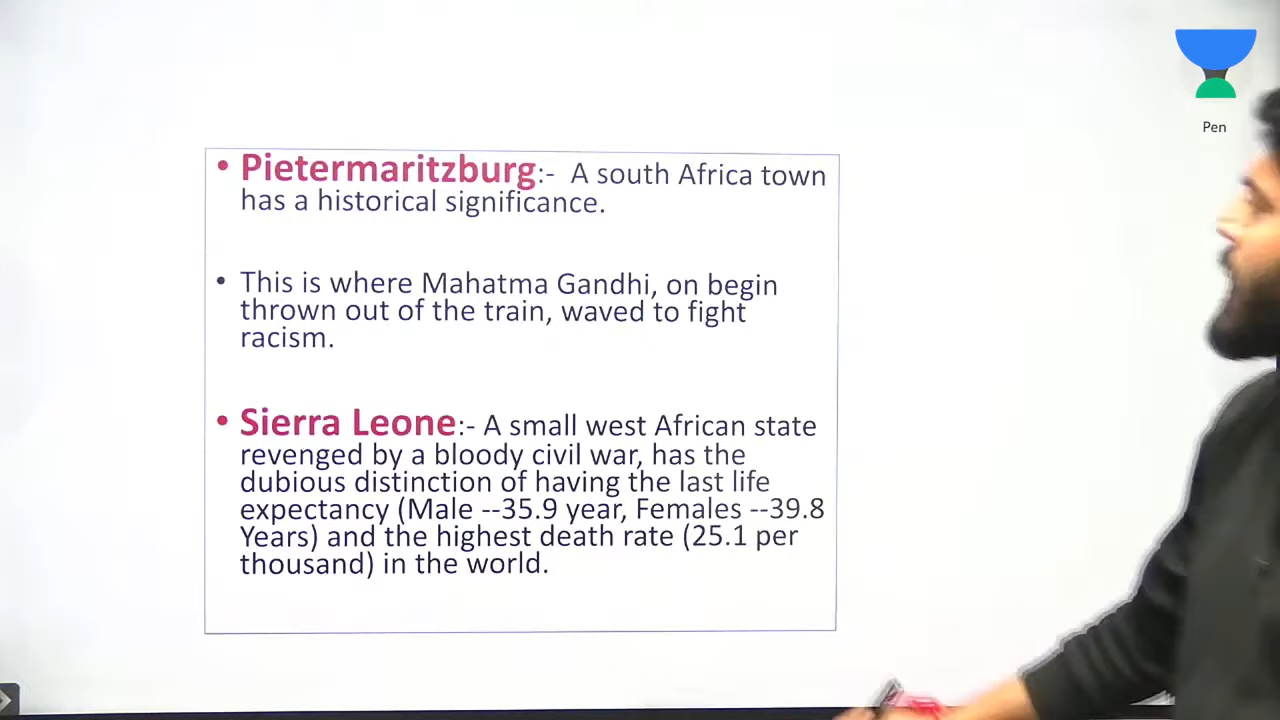 Pen
• Pietermaritzburg:- A south Africa town
has a historical significance.
• This is where Mahatma Gandhi, on begin
thrown out of the train, waved to fight
racism.
• Sierra Leone:- A small west African state
revenged by a bloody civil war, has the
dubious distinction of having the last life
expectancy (Male --35.9 year, Females --39.8
Years) and the highest death rate (25.1 per
thousand) in the world.